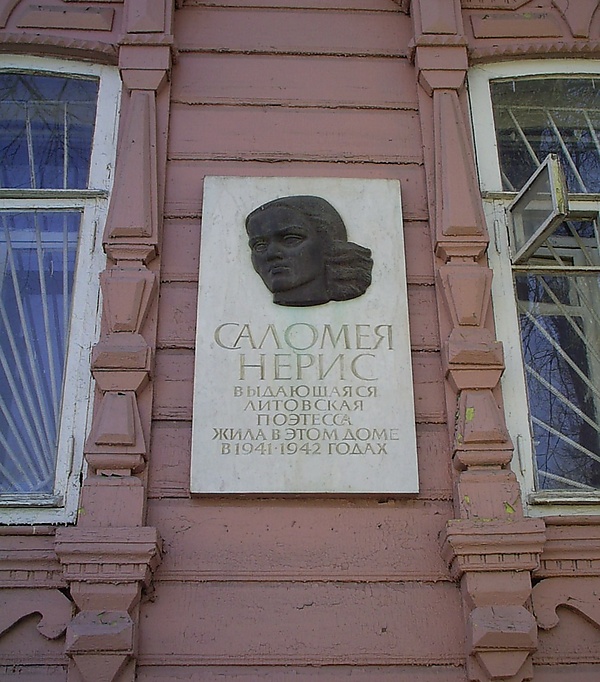 САЛОМЕЯ
НЕРИС
ВЫДАЮЩАЯСЯ
ЛИТОВСКАЯ
ПОЭТЕССА
ЖИЛА В ЭТОМ ДОМЕ
В 1941-1942 ГОДАХ